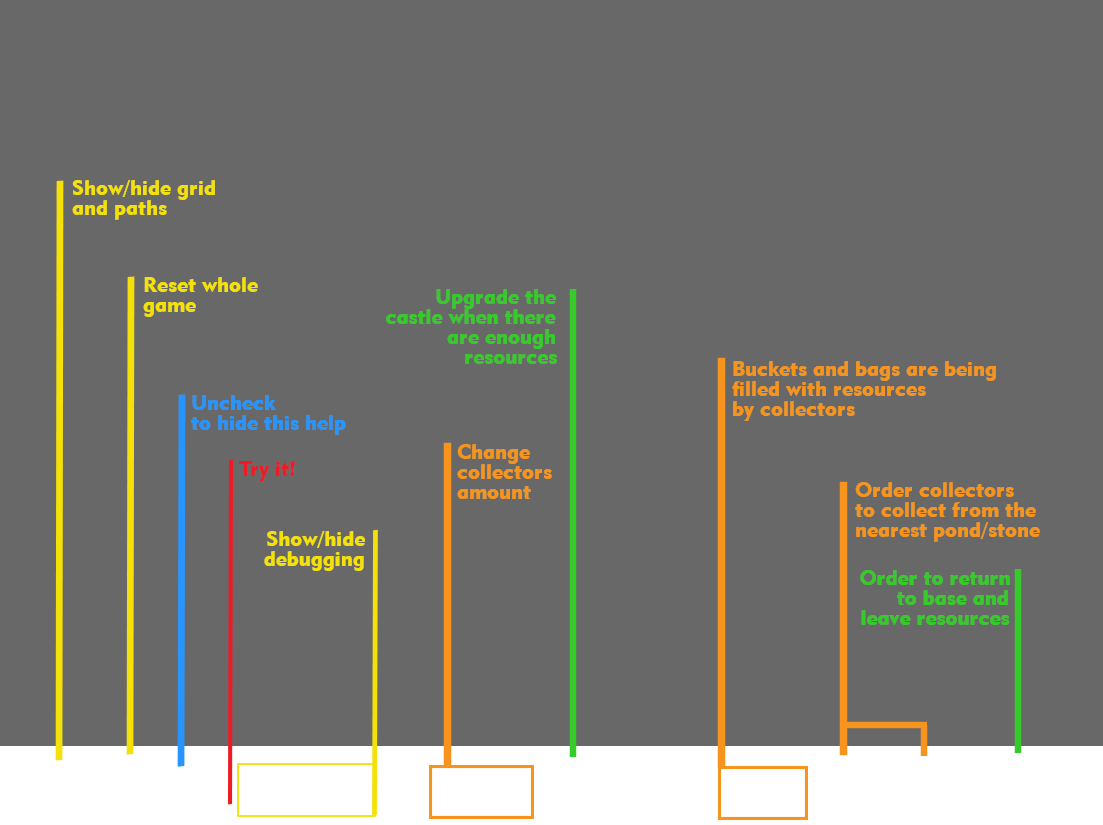 Show/hide grid
and paths
Reset whole
game
Upgrade the
castle when there
are enough
resources
Buckets and bags are being
filled with resources
by collectors
Uncheck
to hide this help
Change
collectors
amount
Try it!
Order collectors
to collect from the
nearest pond/stone
Show/hide
debugging
Order to return
to base and
leave resources